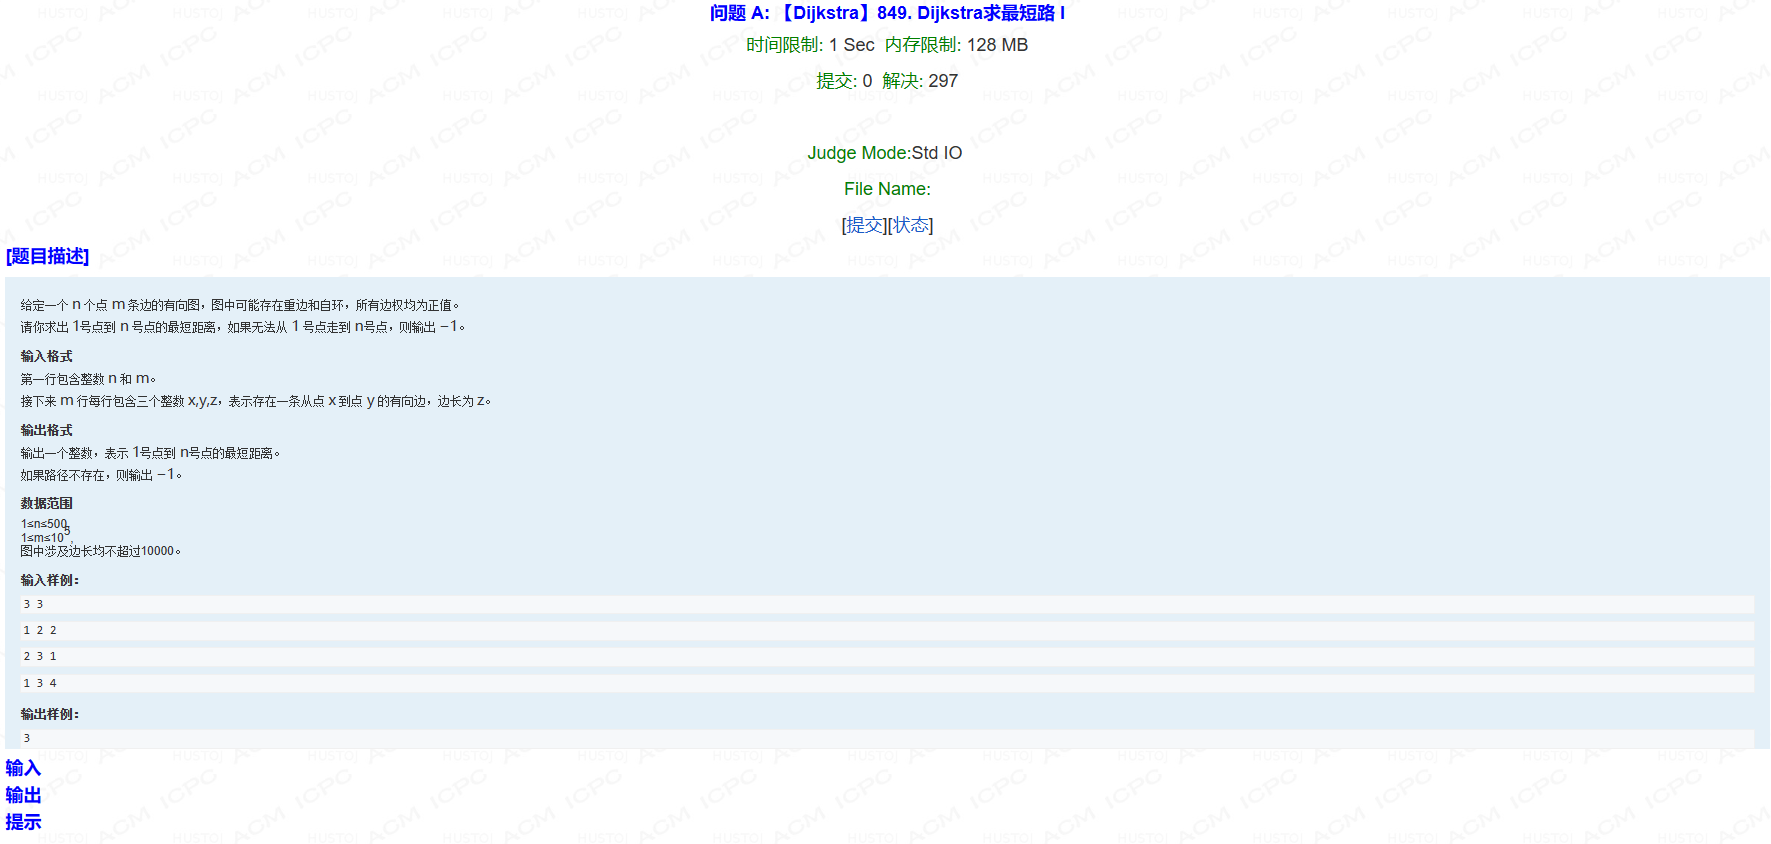 问题 A: 【Dijkstra】849. Dijkstra求最短路 I
时间限制: 1 Sec 内存限制: 128 MB
提交: 0 解决: 297
Judge Mode:Std IO
File Name:
[提交][状态]
[题目描述]
给定一个 n 个点 m 条边的有向图，图中可能存在重边和自环，所有边权均为正值。
请你求出 1号点到 n 号点的最短距离，如果无法从 1 号点走到 n号点，则输出 −1。
输入格式
第一行包含整数 n 和 m。
接下来 m 行每行包含三个整数 x,y,z，表示存在一条从点 x 到点 y 的有向边，边长为 z。
输出格式
输出一个整数，表示 1号点到 n号点的最短距离。
如果路径不存在，则输出 −1。
数据范围
1≤n≤500,
1≤m≤10^5,
图中涉及边长均不超过10000。
输入样例：
3 3
1 2 2
2 3 1
1 3 4
输出样例：
3
输入
输出
提示